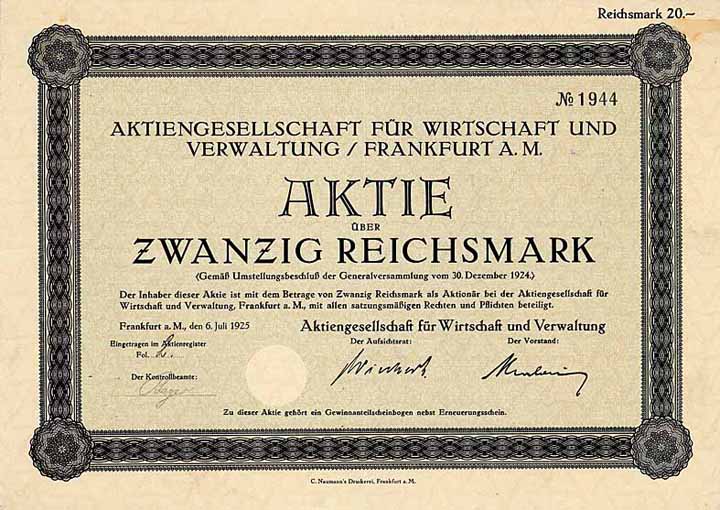 Reichsmark 20.—
№ 1944
AKTIENGESELLSCHAFT FÜR WIRTSCHAFT UND
VERWALTUNG / FRANKFURT A. M.
AKTIE
ÜBER
ZWANZIG REICHSMARK
(Gemäß Umstellungsbeschluß der Generalversammlung vom 30. Dezember 1924.)
Der Inhaber dieser Aktie ist mit dem Betrage von Zwanzig Reichsmark als Aktionär bei der Aktiengesellschaft für
Wirtschaft und Verwaltung, Frankfurt a. M., mit allen satzungsmäßigen Rechten und Pflichten beteiligt.
Frankfurt a. M., den 6. Juli 1925
Aktiengesellschaft für Wirtschaft und Verwaltung
Eingetragen im Aktienregister
Fol.
Der Aufsichtsrat:
Der Vorstand:
Der Kontrollbeamte:
Zu dieser Aktie gehört ein Gewinnanteilscheinbogen nebst Erneuerungsschein.
C. Naumann's Druckerei, Frankfurt a. M.